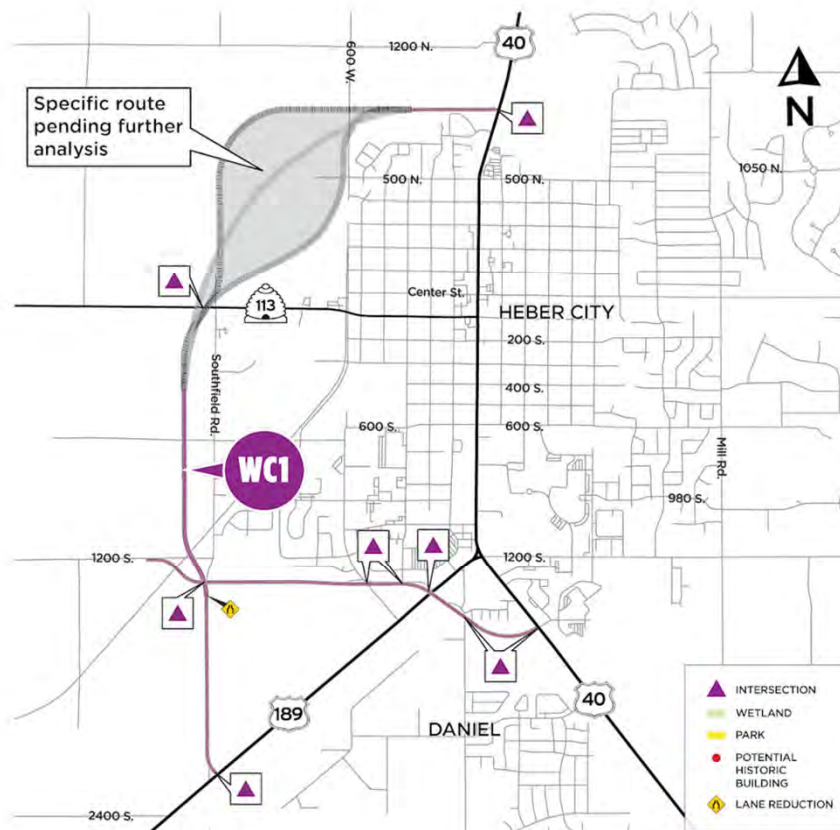 1200 N.
40
600 W.
Specific route
pending further
analysis
N
500 N.
500 N.
1050 N.
Center St.
113
HEBER CITY
200 S.
Southfield Rd.
400 S.
600 S.
600 S.
Mill Rd.
WC1
980 S.
1200 S.
1200 S.
189
40
DANIEL
INTERSECTION
WETLAND
PARK
POTENTIAL
HISTORIC
BUILDING
LANE REDUCTION
2400 S.